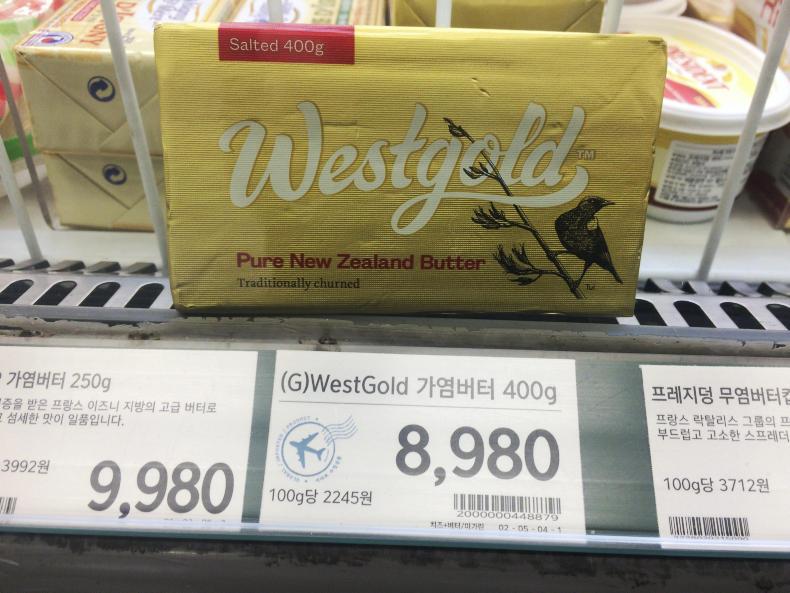 Salted 400g
Westgold™
Pure New Zealand Butter
Traditionally churned
가염버터 250g
받은 프랑스 이즈니 지방의 고급 버터로
섬세한 맛이 일품입니다.
3992원
9,980
(G)WestGold 가염버터 400g
8,980
100g당 2245원
2000000448879
치즈+버터/마가린 02 - 05 - 04 - 1
프레지덩 무염버터
프랑스 락탈리스 그룹의
부드럽고 고소한 스프레더
100g당 3712원